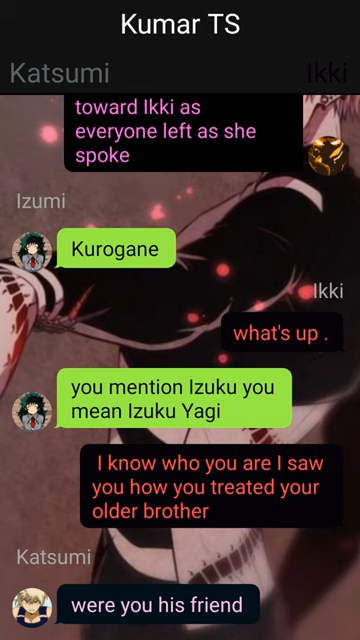 Kumar TS
Katsumi
Ikki
toward Ikki as
everyone left as she
spoke
Izumi
Kurogane
Ikki
what's up .
you mention Izuku you
mean Izuku Yagi
I know who you are I saw
you how you treated your
older brother
Katsumi
were you his friend